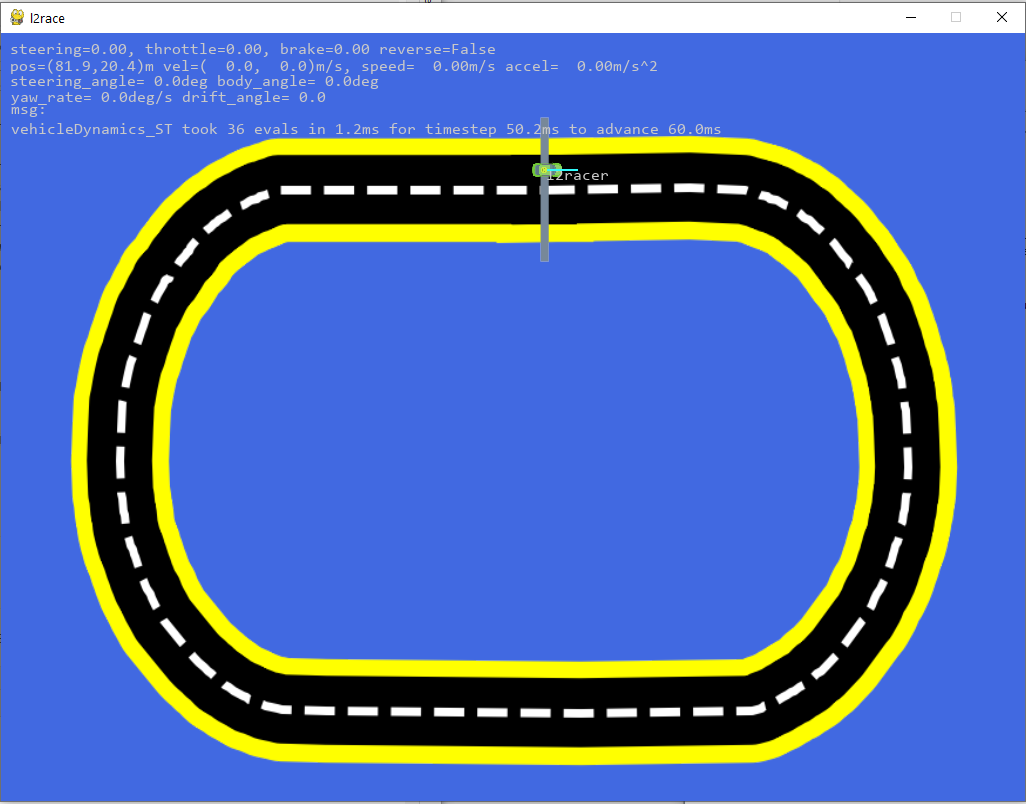 l2race
steering=0.00, throttle=0.00, brake=0.00 reverse=False
pos=(81.9,20.4)m vel=(  0.0,  0.0)m/s, speed=  0.00m/s accel=  0.00m/s^2
steering_angle= 0.0deg body_angle= 0.0deg
yaw_rate= 0.0deg/s drift_angle= 0.0
msg:
vehicleDynamics_ST took 36 evals in 1.2ms for timestep 50.2ms to advance 60.0ms
l2racer